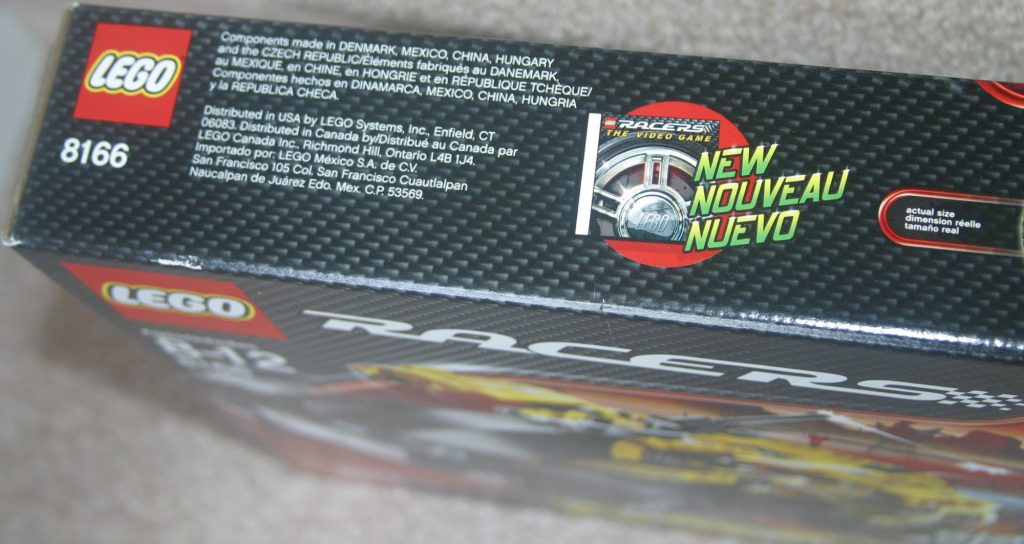 LEGO
8166
Components made in DENMARK, MEXICO, CHINA, HUNGARY
and the CZECH REPUBLIC/Éléments fabriqués au DANEMARK,
au MEXIQUE, en CHINE, en HONGRIE et en RÉPUBLIQUE TCHÈQUE/
Componentes hechos en DINAMARCA, MEXICO, CHINA, HUNGRIA
y la REPUBLICA CHECA.
Distributed in USA by LEGO Systems, Inc., Enfield, CT
06083. Distributed in Canada by/Distribué au Canada par
LEGO Canada Inc., Richmond Hill, Ontario L4B 1J4.
Importado por: LEGO México S.A. de C.V.
San Francisco 105 Col. San Francisco Cuautlalpan
Naucalpan de Juárez Edo. Mex. C.P. 53569.
LEGO RACERS
THE VIDEO GAME
LEGO
NEW
NOUVEAU
NUEVO
actual size
dimension réelle
tamaño real
LEGO
RACERS
6-12